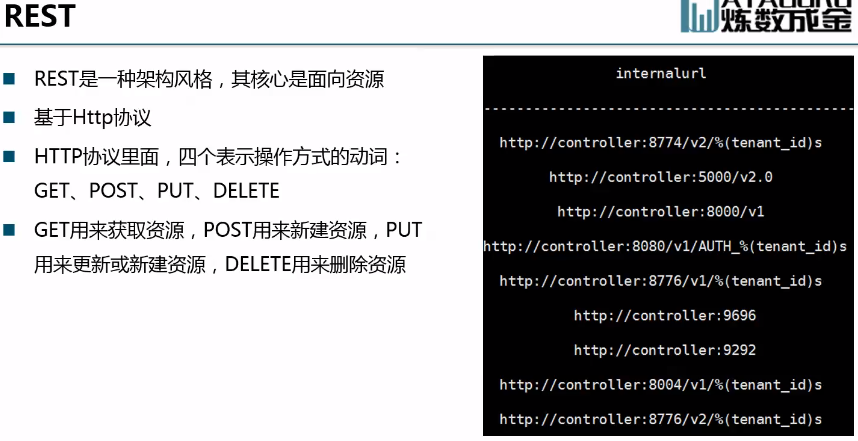 REST
炼数成金
REST是一种架构风格，其核心是面向资源
基于Http协议
HTTP协议里面，四个表示操作方式的动词：
GET、POST、PUT、DELETE
GET用来获取资源，POST用来新建资源，PUT
用来更新或新建资源，DELETE用来删除资源
internalurl
---------------------------------------------
http://controller:8774/v2/%(tenant_id)s
http://controller:5000/v2.0
http://controller:8000/v1
http://controller:8080/v1/AUTH_%(tenant_id)s
http://controller:8776/v1/%(tenant_id)s
http://controller:9696
http://controller:9292
http://controller:8004/v1/%(tenant_id)s
http://controller:8776/v2/%(tenant_id)s